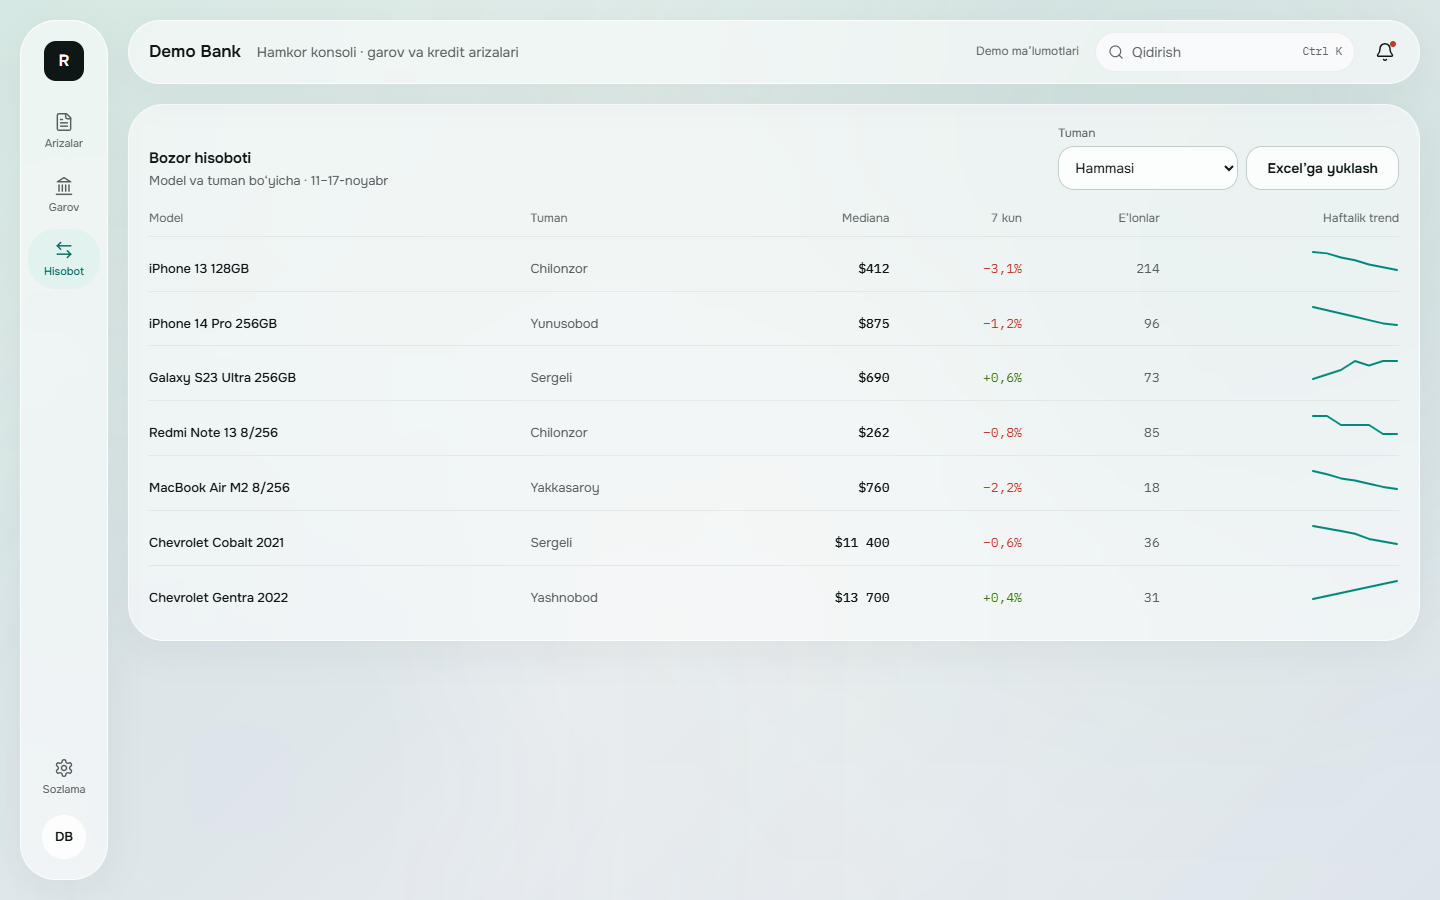 R
Arizalar
Garov
Hisobot
Sozlama
DB
Demo Bank
Hamkor konsoli · garov va kredit arizalari
Demo ma’lumotlari
Qidirish
Ctrl K
Bozor hisoboti
Model va tuman bo‘yicha · 11–17-noyabr
Tuman
Hammasi
Excel’ga yuklash
Model Tuman Mediana 7 kun E’lonlar Haftalik trend
iPhone 13 128GB Chilonzor $412 −3,1% 214
iPhone 14 Pro 256GB Yunusobod $875 −1,2% 96
Galaxy S23 Ultra 256GB Sergeli $690 +0,6% 73
Redmi Note 13 8/256 Chilonzor $262 −0,8% 85
MacBook Air M2 8/256 Yakkasaroy $760 −2,2% 18
Chevrolet Cobalt 2021 Sergeli $11 400 −0,6% 36
Chevrolet Gentra 2022 Yashnobod $13 700 +0,4% 31